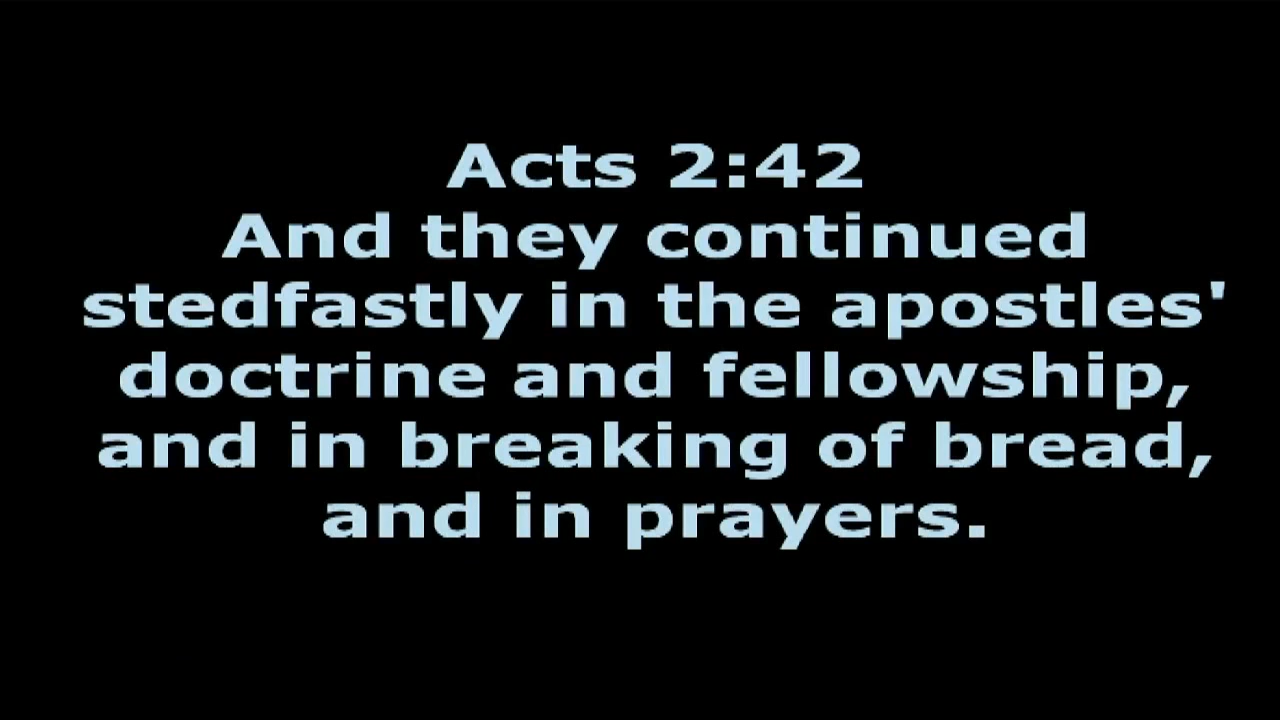 Acts 2:42
And they continued
stedfastly in the apostles'
doctrine and fellowship,
and in breaking of bread,
and in prayers.